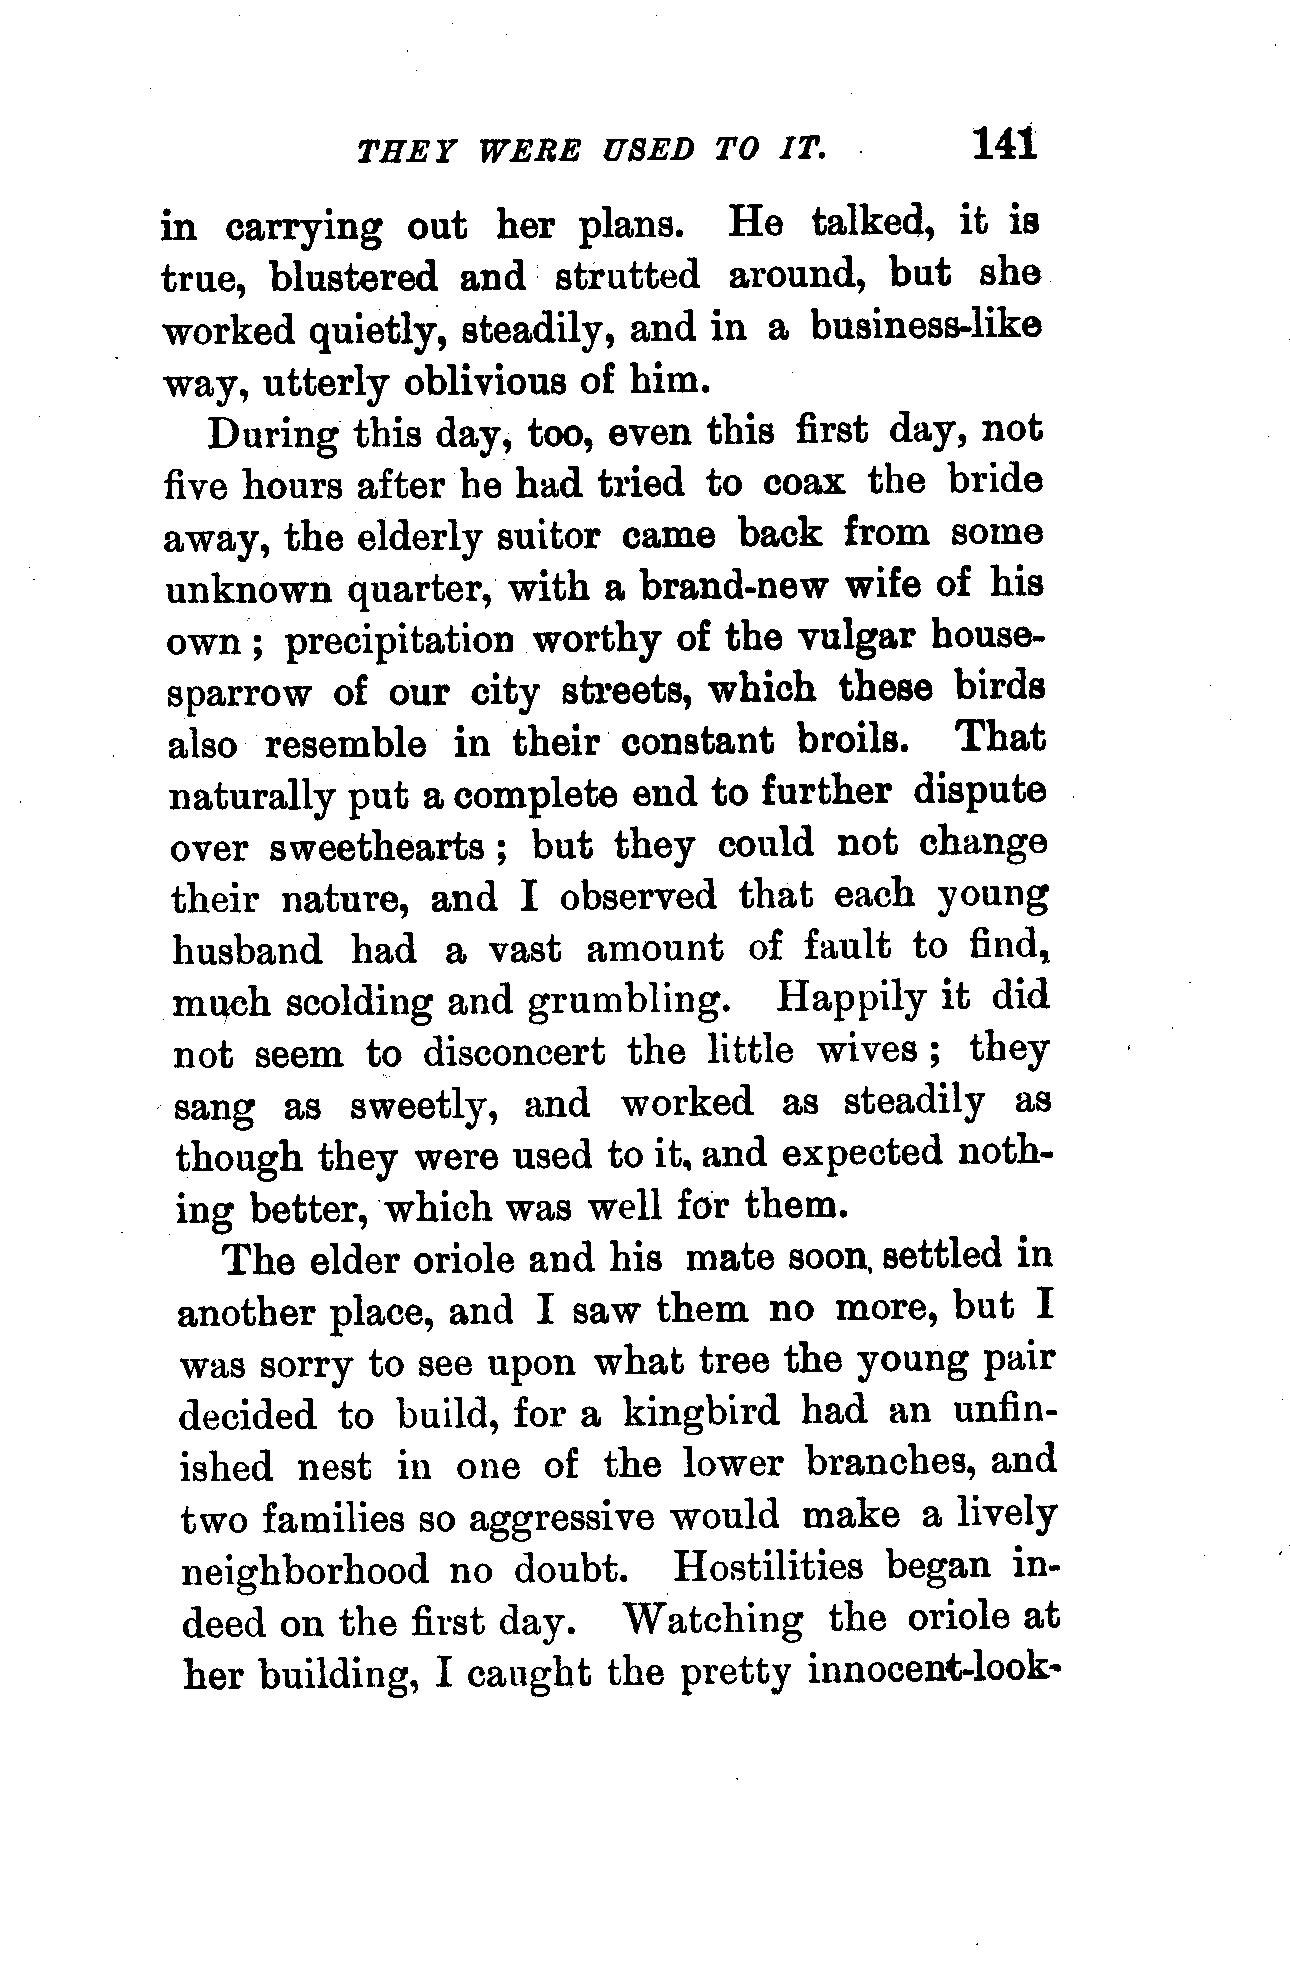 THEY WERE USED TO IT. 141
in carrying out her plans. He talked, it is
true, blustered and strutted around, but she
worked quietly, steadily, and in a business-like
way, utterly oblivious of him.
During this day, too, even this first day, not
five hours after he had tried to coax the bride
away, the elderly suitor came back from some
unknown quarter, with a brand-new wife of his
own ; precipitation worthy of the vulgar house-
sparrow of our city streets, which these birds
also resemble in their constant broils. That
naturally put a complete end to further dispute
over sweethearts ; but they could not change
their nature, and I observed that each young
husband had a vast amount of fault to find,
much scolding and grumbling. Happily it did
not seem to disconcert the little wives ; they
sang as sweetly, and worked as steadily as
though they were used to it, and expected noth-
ing better, which was well for them.
The elder oriole and his mate soon settled in
another place, and I saw them no more, but I
was sorry to see upon what tree the young pair
decided to build, for a kingbird had an unfin-
ished nest in one of the lower branches, and
two families so aggressive would make a lively
neighborhood no doubt. Hostilities began in-
deed on the first day. Watching the oriole at
her building, I caught the pretty innocent-look-